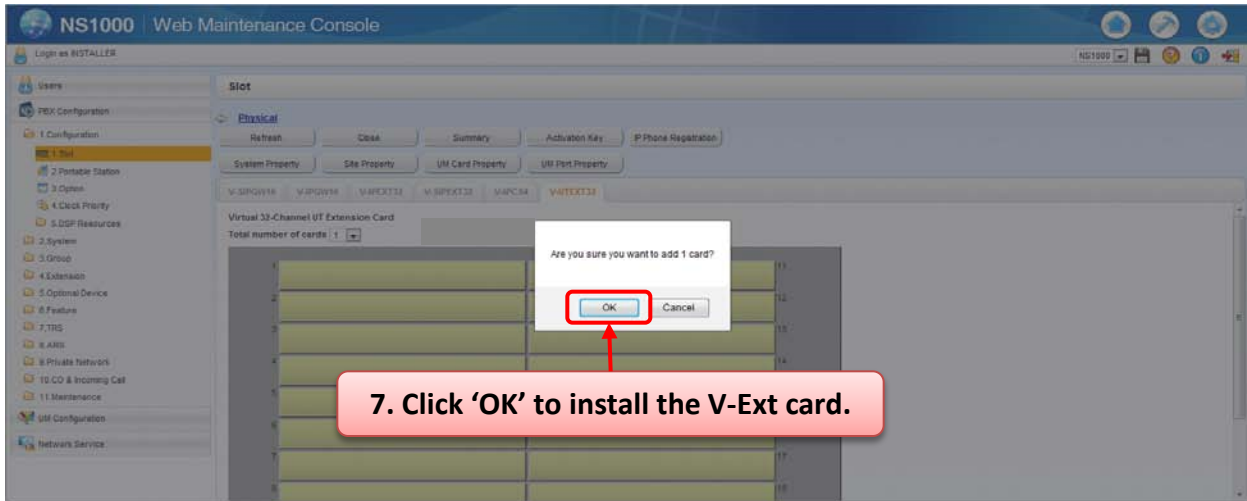 NS1000 Web Maintenance Console
Login as INSTALLER
NS1000
Users
PBX Configuration
1.Configuration
1.Slot
2.Portable Station
3.Option
4.Clock Priority
5.DSP Resources
2.System
3.Group
4.Extension
5.Optional Device
6.Feature
7.TRS
8.ARS
9.Private Network
10.CO & Incoming Call
11.Maintenance
UM Configuration
Network Service
Slot
Physical
Refresh Close Summary Activation Key IP Phone Registration
System Property Site Property UM Card Property UM Port Property
V-SIPGW16 V-IPGW16 V-IPEXT32 V-SIPEXT32 V-IPCS4 V-UTEXT32
Virtual 32-Channel UT Extension Card
Total number of cards 1
Are you sure you want to add 1 card?
OK Cancel
1 11
2 12
3 13
4 14
5
6
7 17
8 18
7. Click ‘OK’ to install the V-Ext card.